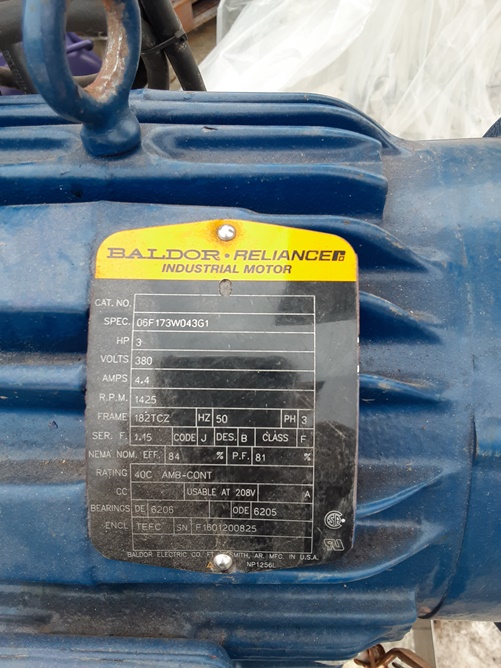 BALDOR • RELIANCE
INDUSTRIAL MOTOR
CAT. NO.
SPEC. 06F173W043G1
HP 3
VOLTS 380
AMPS 4.4
R.P.M. 1425
FRAME 182TCZ HZ 50 PH 3
SER. F. 1.15 CODE J DES. B CLASS F
NEMA NOM. EFF. 84 % P.F. 81 %
RATING 40C AMB-CONT
CC USABLE AT 208V A
BEARINGS DE 6206 ODE 6205
ENCL TEFC SN F1601200825
BALDOR ELECTRIC CO. FT. SMITH, AR. MFG. IN U.S.A.
NP1256L